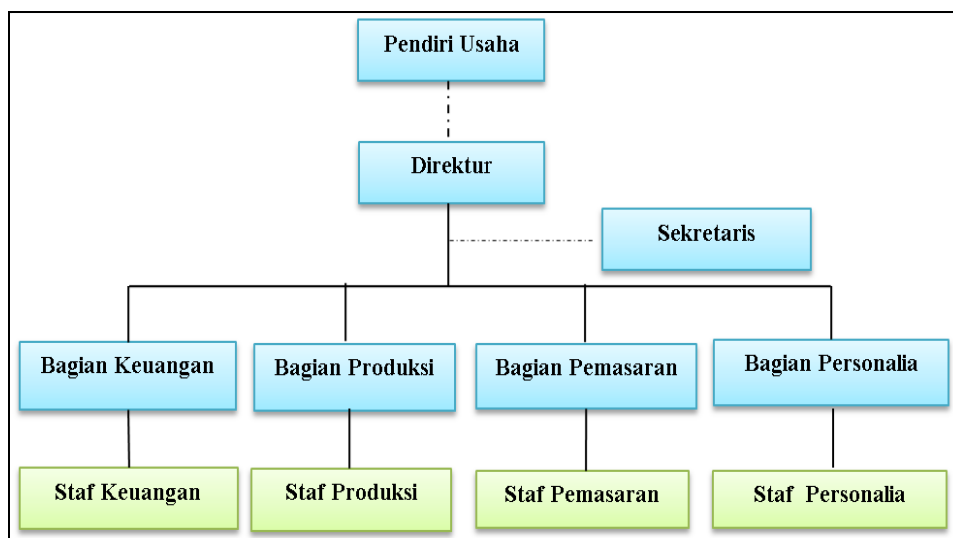 Pendiri Usaha
Direktur
Sekretaris
Bagian Keuangan
Bagian Produksi
Bagian Pemasaran
Bagian Personalia
Staf Keuangan
Staf Produksi
Staf Pemasaran
Staf Personalia